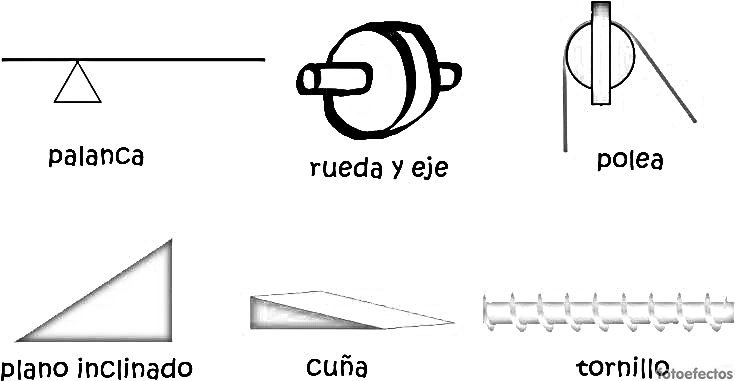 palanca
rueda y eje
polea
plano inclinado
cuña
tornillo
fotoefectos